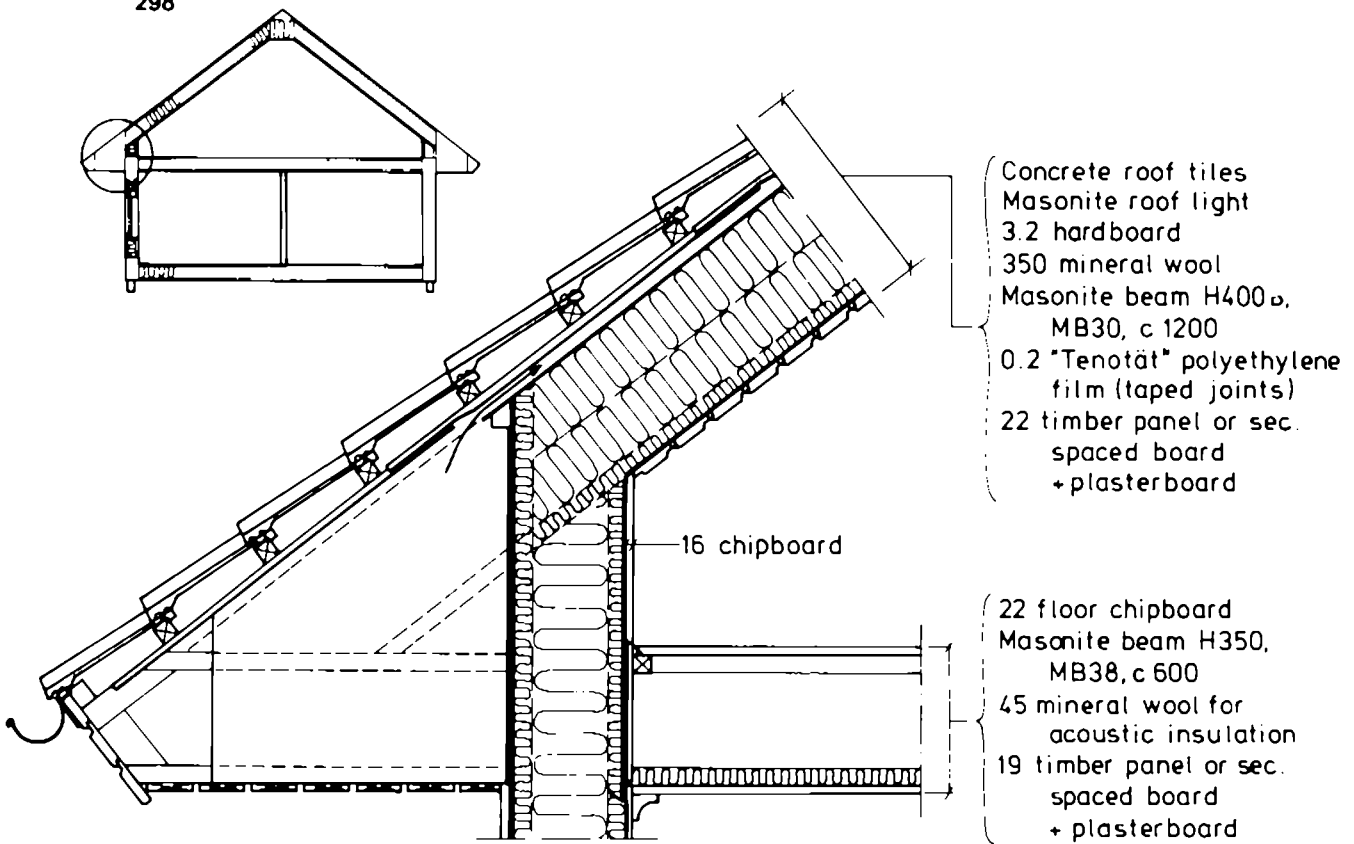 298
Concrete roof tiles
Masonite roof light
3.2 hardboard
350 mineral wool
Masonite beam H400D,
MB30, c 1200
0.2 "Tenotät" polyethylene
film (taped joints)
22 timber panel or sec.
spaced board
+ plasterboard
16 chipboard
22 floor chipboard
Masonite beam H350,
MB38, c 600
45 mineral wool for
acoustic insulation
19 timber panel or sec.
spaced board
+ plasterboard